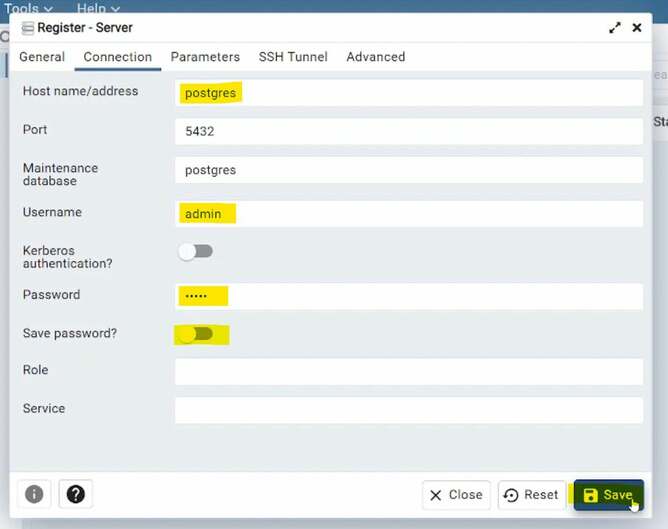 Tools Help
Register - Server
General Connection Parameters SSH Tunnel Advanced
Host name/address postgres
Port 5432
Maintenance
database postgres
Username admin
Kerberos
authentication?
Password •••••
Save password?
Role
Service
Close Reset Save